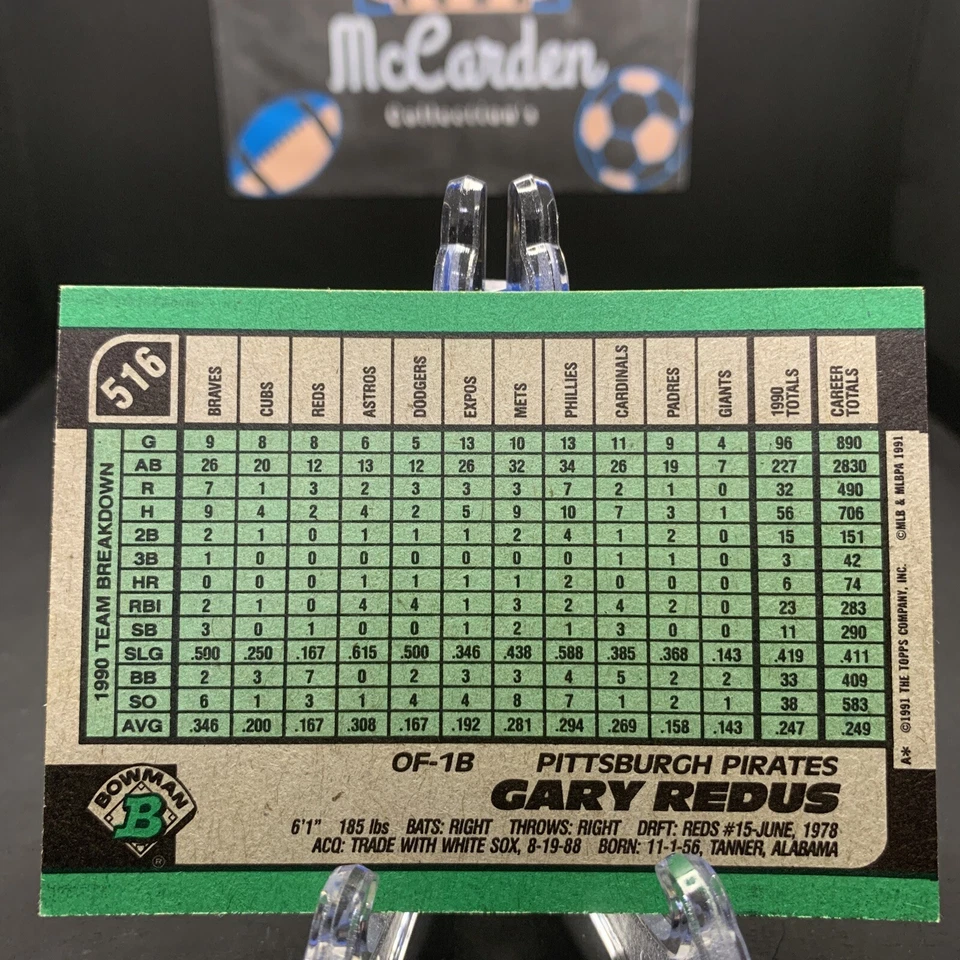 McCarden
Collection's
516
BRAVES CUBS REDS ASTROS DODGERS EXPOS METS PHILLIES CARDINALS PADRES GIANTS 1990 TOTALS CAREER TOTALS
1990 TEAM BREAKDOWN
G 9 8 8 6 5 13 10 13 11 9 4 96 890
AB 26 20 12 13 12 26 32 34 26 19 7 227 2830
R 7 1 3 2 3 3 3 7 2 1 0 32 490
H 9 4 2 4 2 5 9 10 7 3 1 56 706
2B 2 1 0 1 1 1 2 4 1 2 0 15 151
3B 1 0 0 0 0 0 0 0 1 1 0 3 42
HR 0 0 0 1 1 1 1 2 0 0 0 6 74
RBI 2 1 0 4 4 1 3 2 4 2 0 23 283
SB 3 0 1 0 0 1 2 1 3 0 0 11 290
SLG .500 .250 .167 .615 .500 .346 .438 .588 .385 .368 .143 .419 .411
BB 2 3 7 0 2 3 3 4 5 2 2 33 409
SO 6 3 1 1 4 4 8 7 1 2 1 38 583
AVG .346 .200 .167 .308 .167 .192 .281 .294 .269 .158 .143 .247 .249
A* ©1991 THE TOPPS COMPANY, INC. ©MLB & MLBPA 1991
OF-1B PITTSBURGH PIRATES
GARY REDUS
6'1" 185 lbs BATS: RIGHT THROWS: RIGHT DRFT: REDS #15-JUNE, 1978
ACQ: TRADE WITH WHITE SOX, 8-19-88 BORN: 11-1-56, TANNER, ALABAMA
BOWMAN
B
®